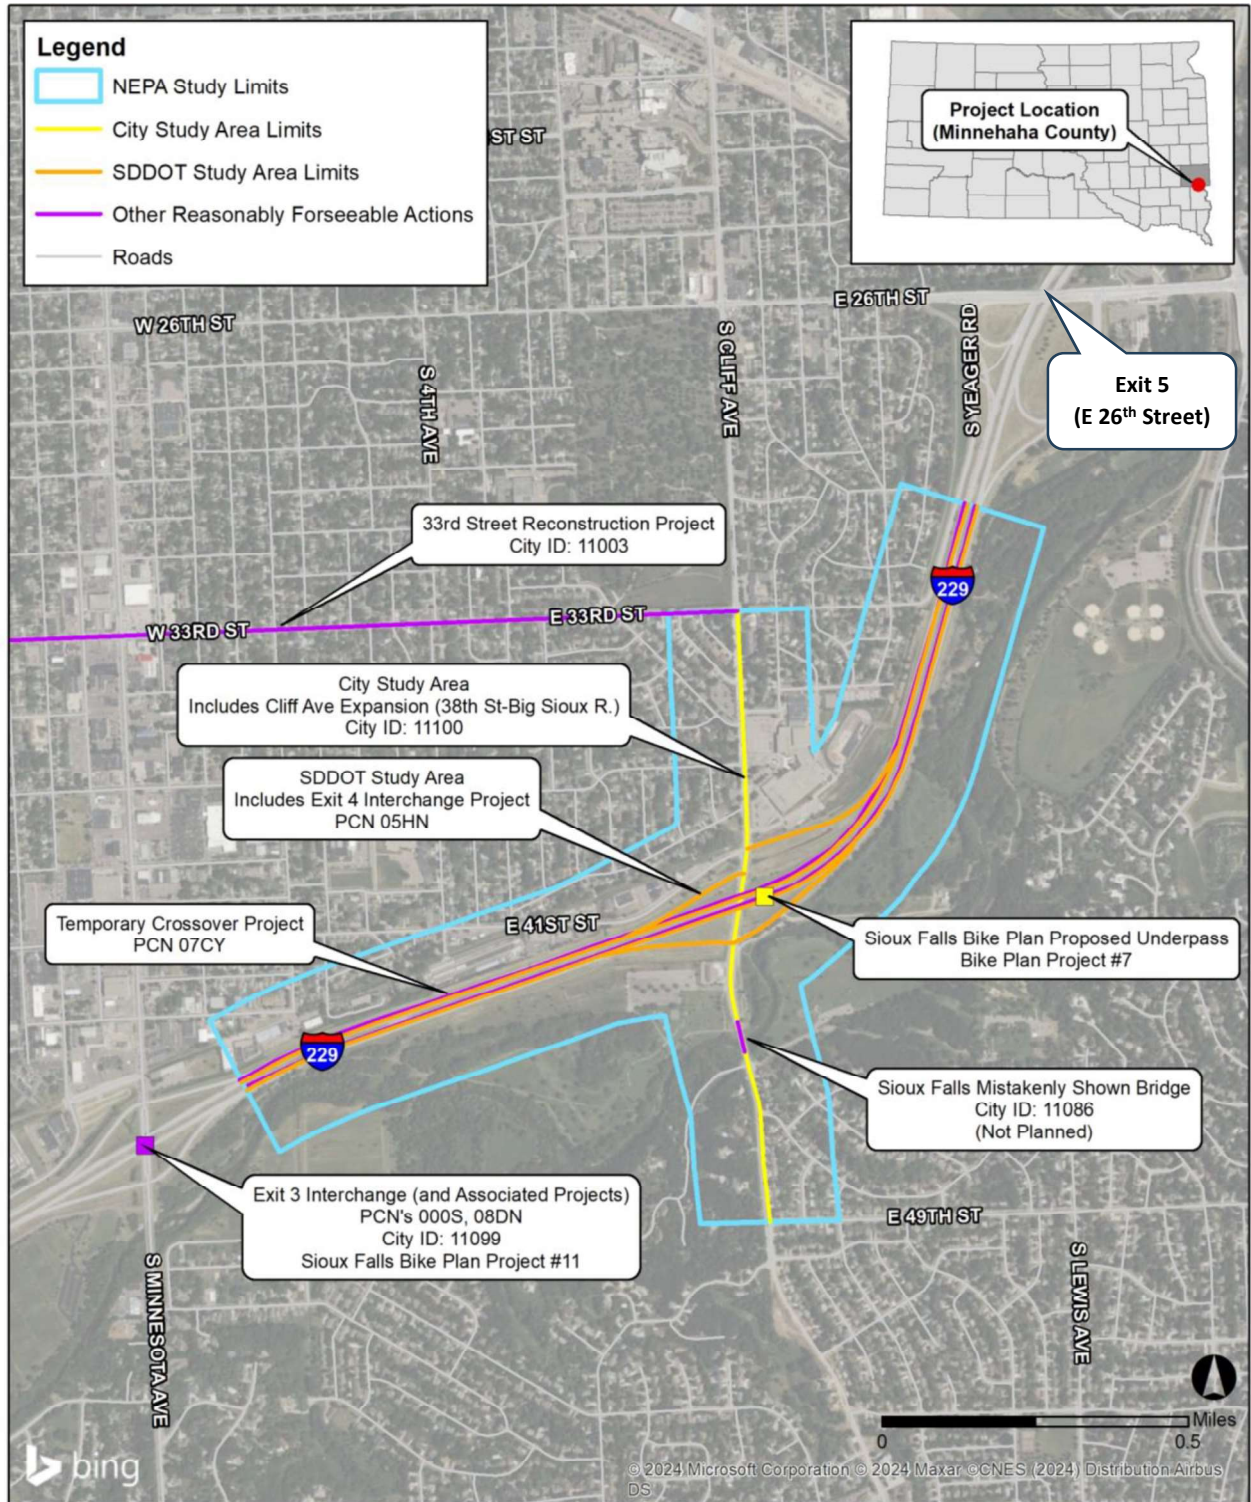 Legend
NEPA Study Limits
City Study Area Limits
SDDOT Study Area Limits
Other Reasonably Forseeable Actions
Roads
Project Location
(Minnehaha County)
ST ST
E 26TH ST
W 26TH ST
S CLIFF AVE
S YEAGER RD
S 4TH AVE
Exit 5
(E 26th Street)
33rd Street Reconstruction Project
City ID: 11003
229
E 33RD ST
W 33RD ST
City Study Area
Includes Cliff Ave Expansion (38th St-Big Sioux R.)
City ID: 11100
SDDOT Study Area
Includes Exit 4 Interchange Project
PCN 05HN
Temporary Crossover Project
PCN 07CY
E 41ST ST
Sioux Falls Bike Plan Proposed Underpass
Bike Plan Project #7
229
Sioux Falls Mistakenly Shown Bridge
City ID: 11086
(Not Planned)
Exit 3 Interchange (and Associated Projects)
PCN's 000S, 08DN
City ID: 11099
Sioux Falls Bike Plan Project #11
E 49TH ST
S MINNESOTA AVE
S LEWIS AVE
Miles
0 0.5
bing
© 2024 Microsoft Corporation © 2024 Maxar ©CNES (2024) Distribution Airbus
DS